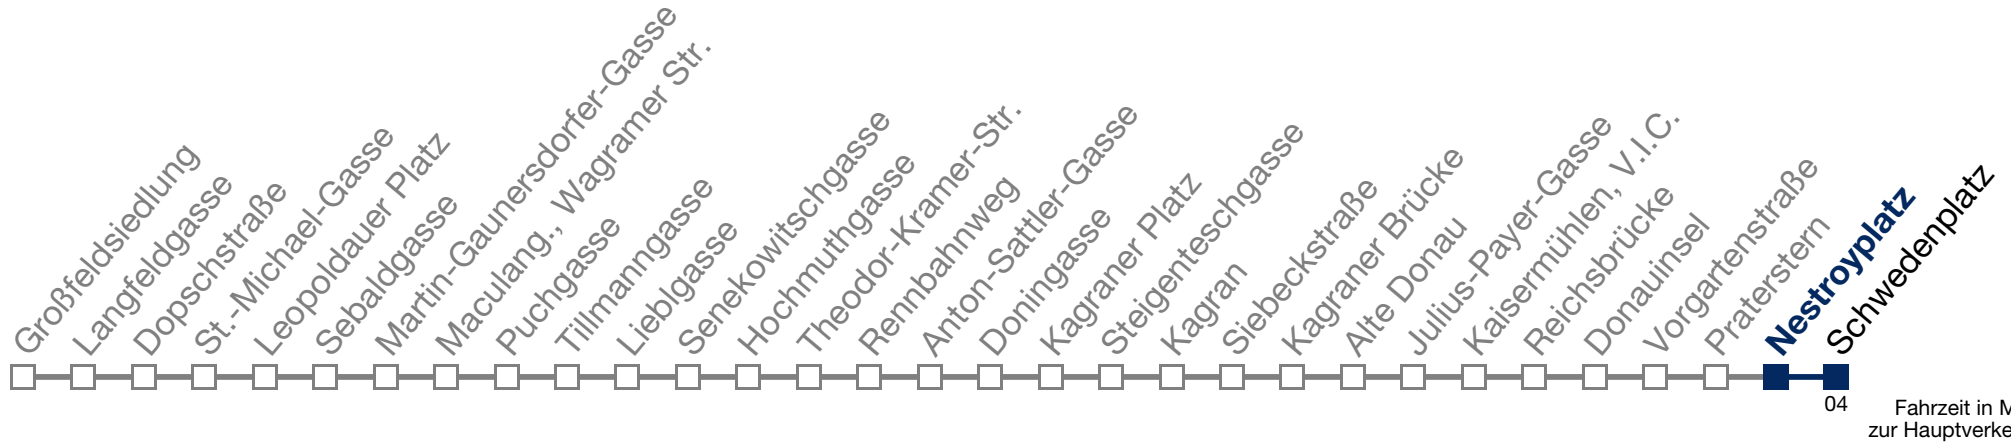 Großfeldsiedlung
Langfeldgasse
Dopschstraße
St.-Michael-Gasse
Leopoldauer Platz
Sebaldgasse
Martin-Gaunersdorfer-Gasse
Maculang., Wagramer Str.
Puchgasse
Tillmanngasse
Lieblgasse
Senekowitschgasse
Hochmuthgasse
Theodor-Kramer-Str.
Rennbahnweg
Anton-Sattler-Gasse
Doningasse
Kagraner Platz
Steigenteschgasse
Kagran
Siebeckstraße
Kagraner Brücke
Alte Donau
Julius-Payer-Gasse
Kaisermühlen, V.I.C.
Reichsbrücke
Donauinsel
Vorgartenstraße
Praterstern
Nestroyplatz
Schwedenplatz
04
Fahrzeit in M
zur Hauptverke